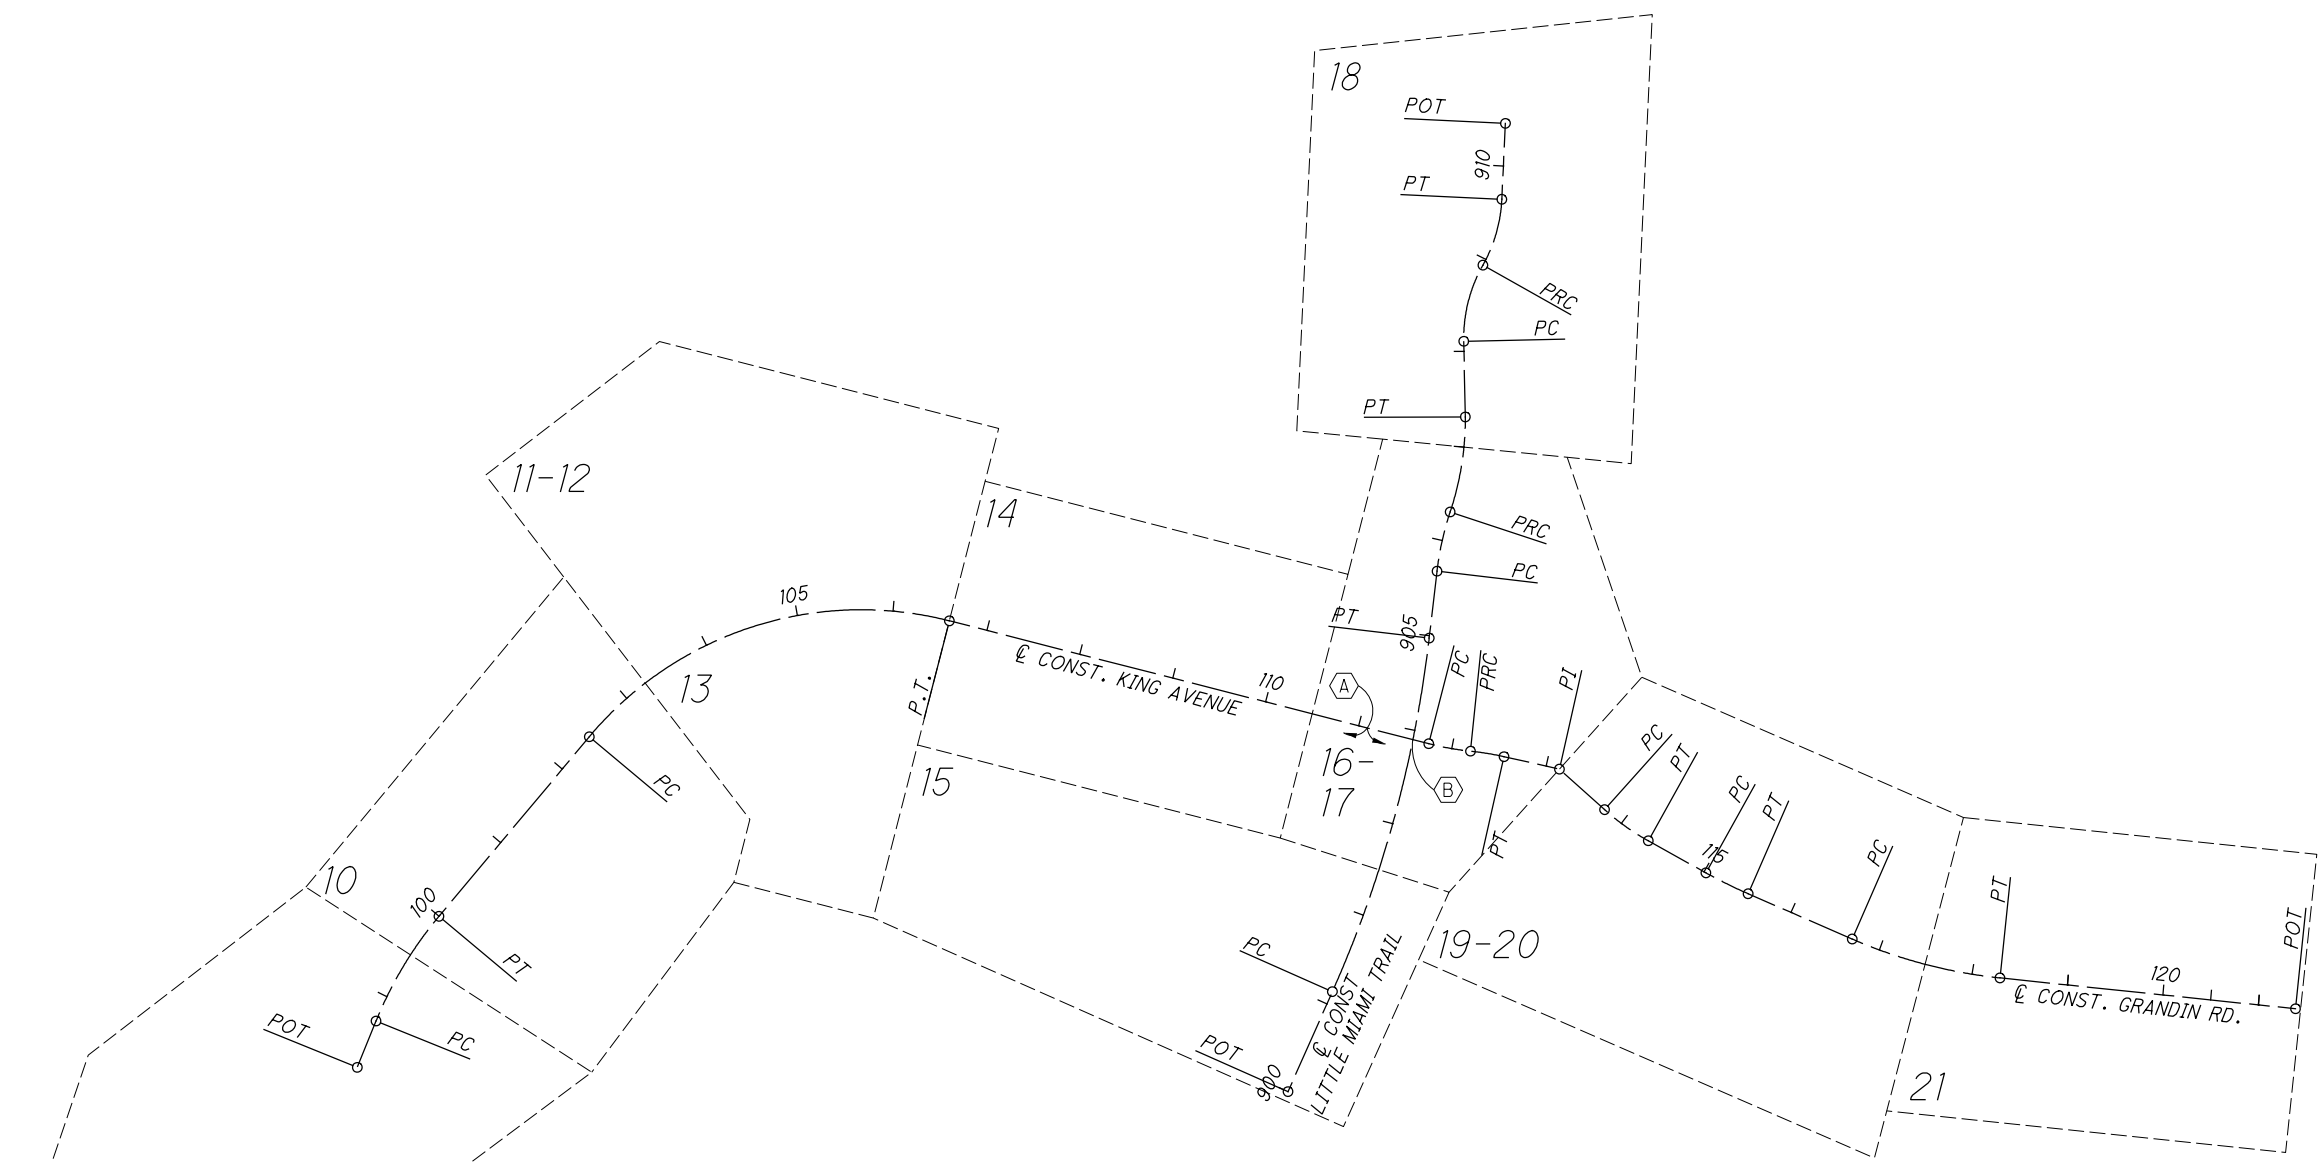 18
POT
910
PT
PRC
PC
PT
11-12
14
PRC
PC
105
PT
905
℄ CONST. KING AVENUE
110
A
PC
PRC
PI
13
P.T.
PC
15
16-
17
B
PT
PC
PT
PC
PT
115
PC
10
100
PT
PC
19-20
PT
POT
120
℄ CONST. GRANDIN RD.
POT
PC
℄ CONST
LITTLE MIAMI TRAIL
POT
900
21